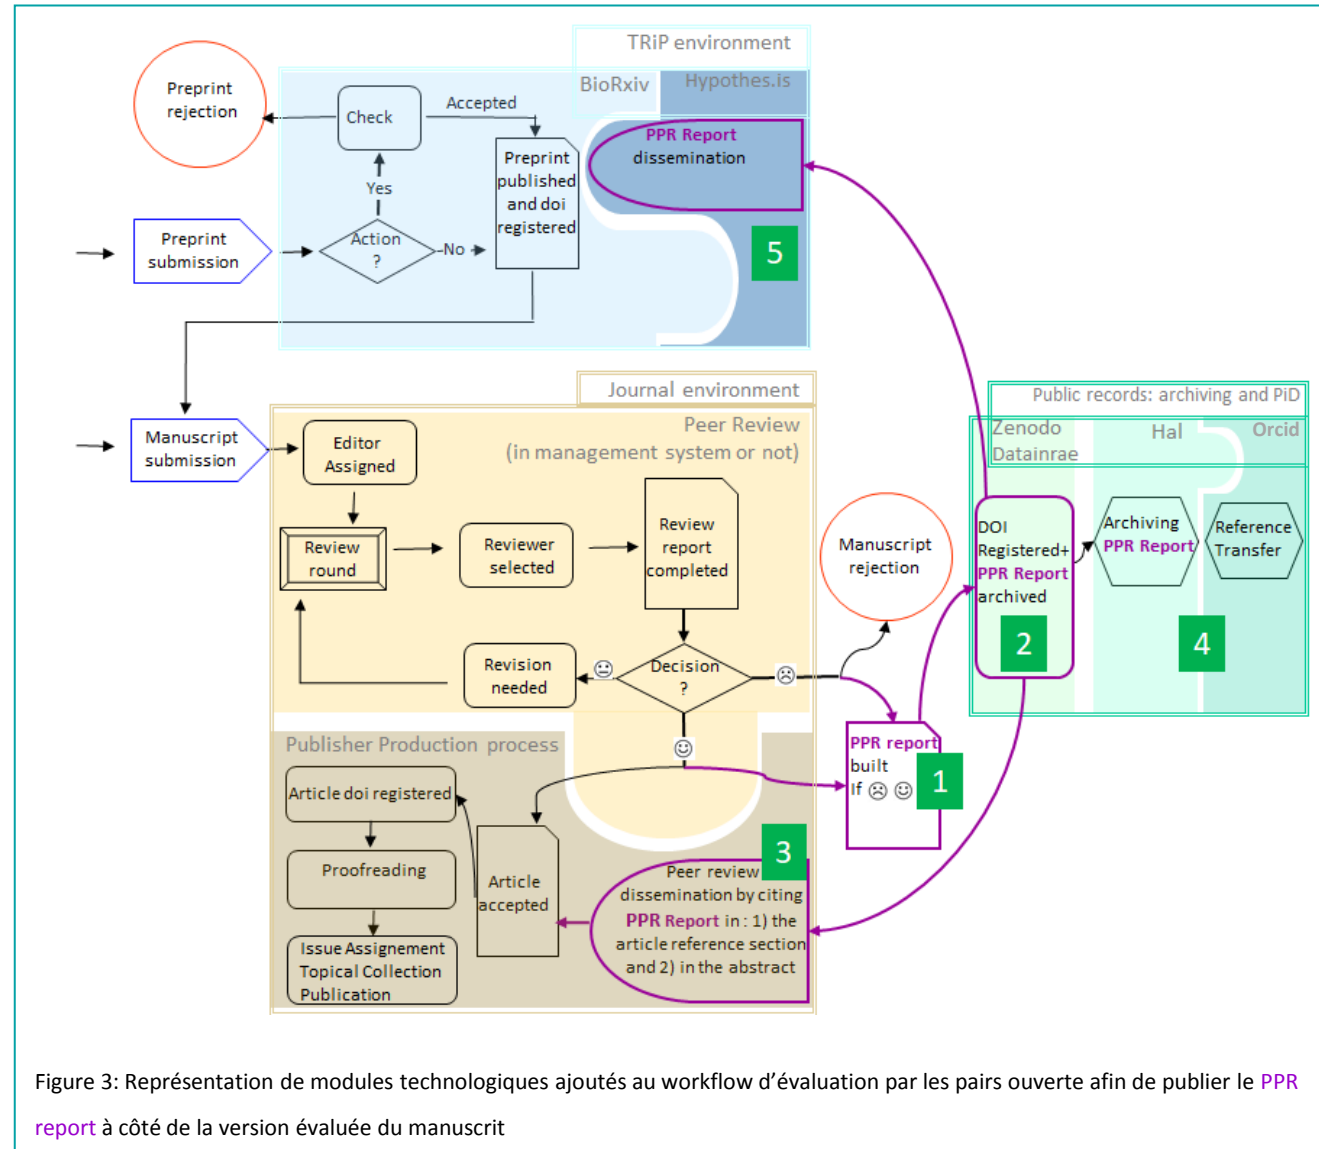 TRiP environment
BioRxiv
Hypothes.is
Preprint
rejection
Check
Accepted
PPR Report
dissemination
Preprint
published
and doi
registered
Yes
Preprint
submission
Action
?
No
5
Journal environment
Peer Review
(in management system or not)
Manuscript
submission
Editor
Assigned
Review
round
Reviewer
selected
Review
report
completed
Manuscript
rejection
Revision
needed
Decision
?
Public records: archiving and PiD
Zenodo
Datainrae
Hal
Orcid
DOI
Registered+
PPR Report
archived
2
Archiving
PPR Report
Reference
Transfer
4
PPR report
built
If ☹ ☺
1
Publisher Production process
Article doi registered
Proofreading
Issue Assignement
Topical Collection
Publication
Article
accepted
3
Peer review
dissemination by citing
PPR Report in : 1) the
article reference section
and 2) in the abstract
Figure 3: Représentation de modules technologiques ajoutés au workflow d’évaluation par les pairs ouverte afin de publier le PPR
report à côté de la version évaluée du manuscrit